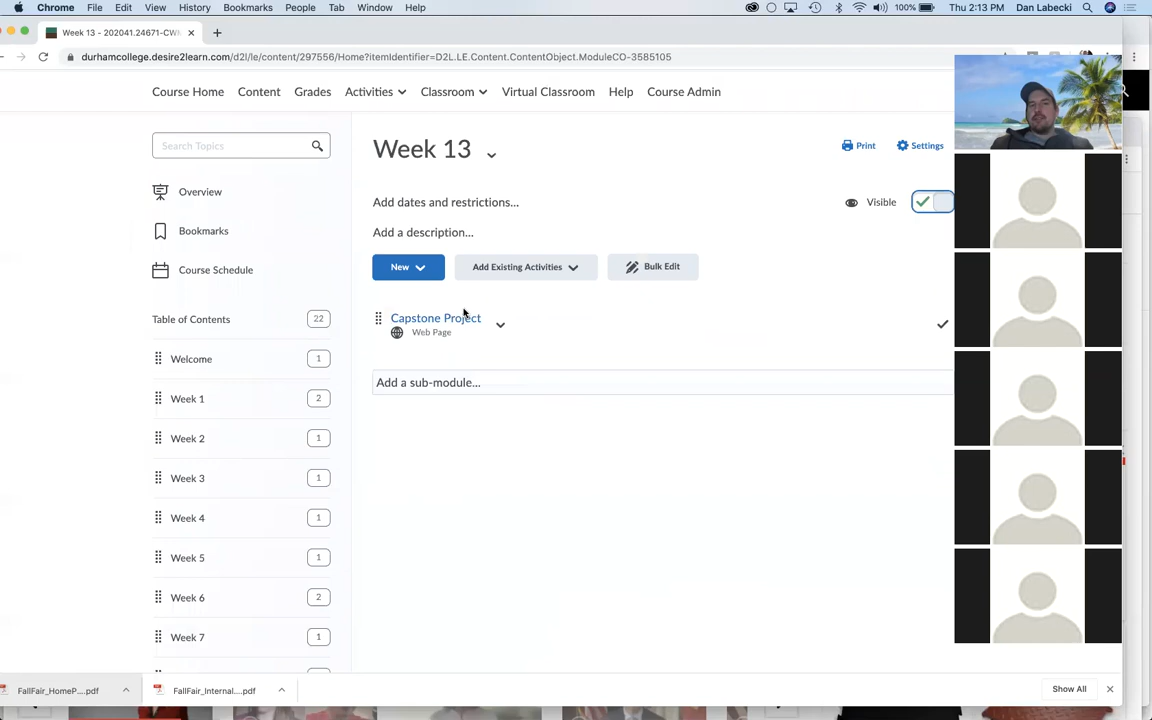 Chrome File Edit View History Bookmarks People Tab Window Help 100% Thu 2:13 PM Dan Labecki
Week 13 - 202041.24671-CW
durhamcollege.desire2learn.com/d2l/le/content/297556/Home?itemIdentifier=D2L.LE.Content.ContentObject.ModuleCO-3585105
Course Home Content Grades Activities Classroom Virtual Classroom Help Course Admin
Search Topics
Overview
Bookmarks
Course Schedule
Table of Contents 22
Welcome 1
Week 1 2
Week 2 1
Week 3 1
Week 4 1
Week 5 1
Week 6 2
Week 7 1
Week 13
Print Settings
Add dates and restrictions...
Visible
Add a description...
New Add Existing Activities Bulk Edit
Capstone Project
Web Page
Add a sub-module...
FallFair_HomeP....pdf FallFair_Internal....pdf Show All